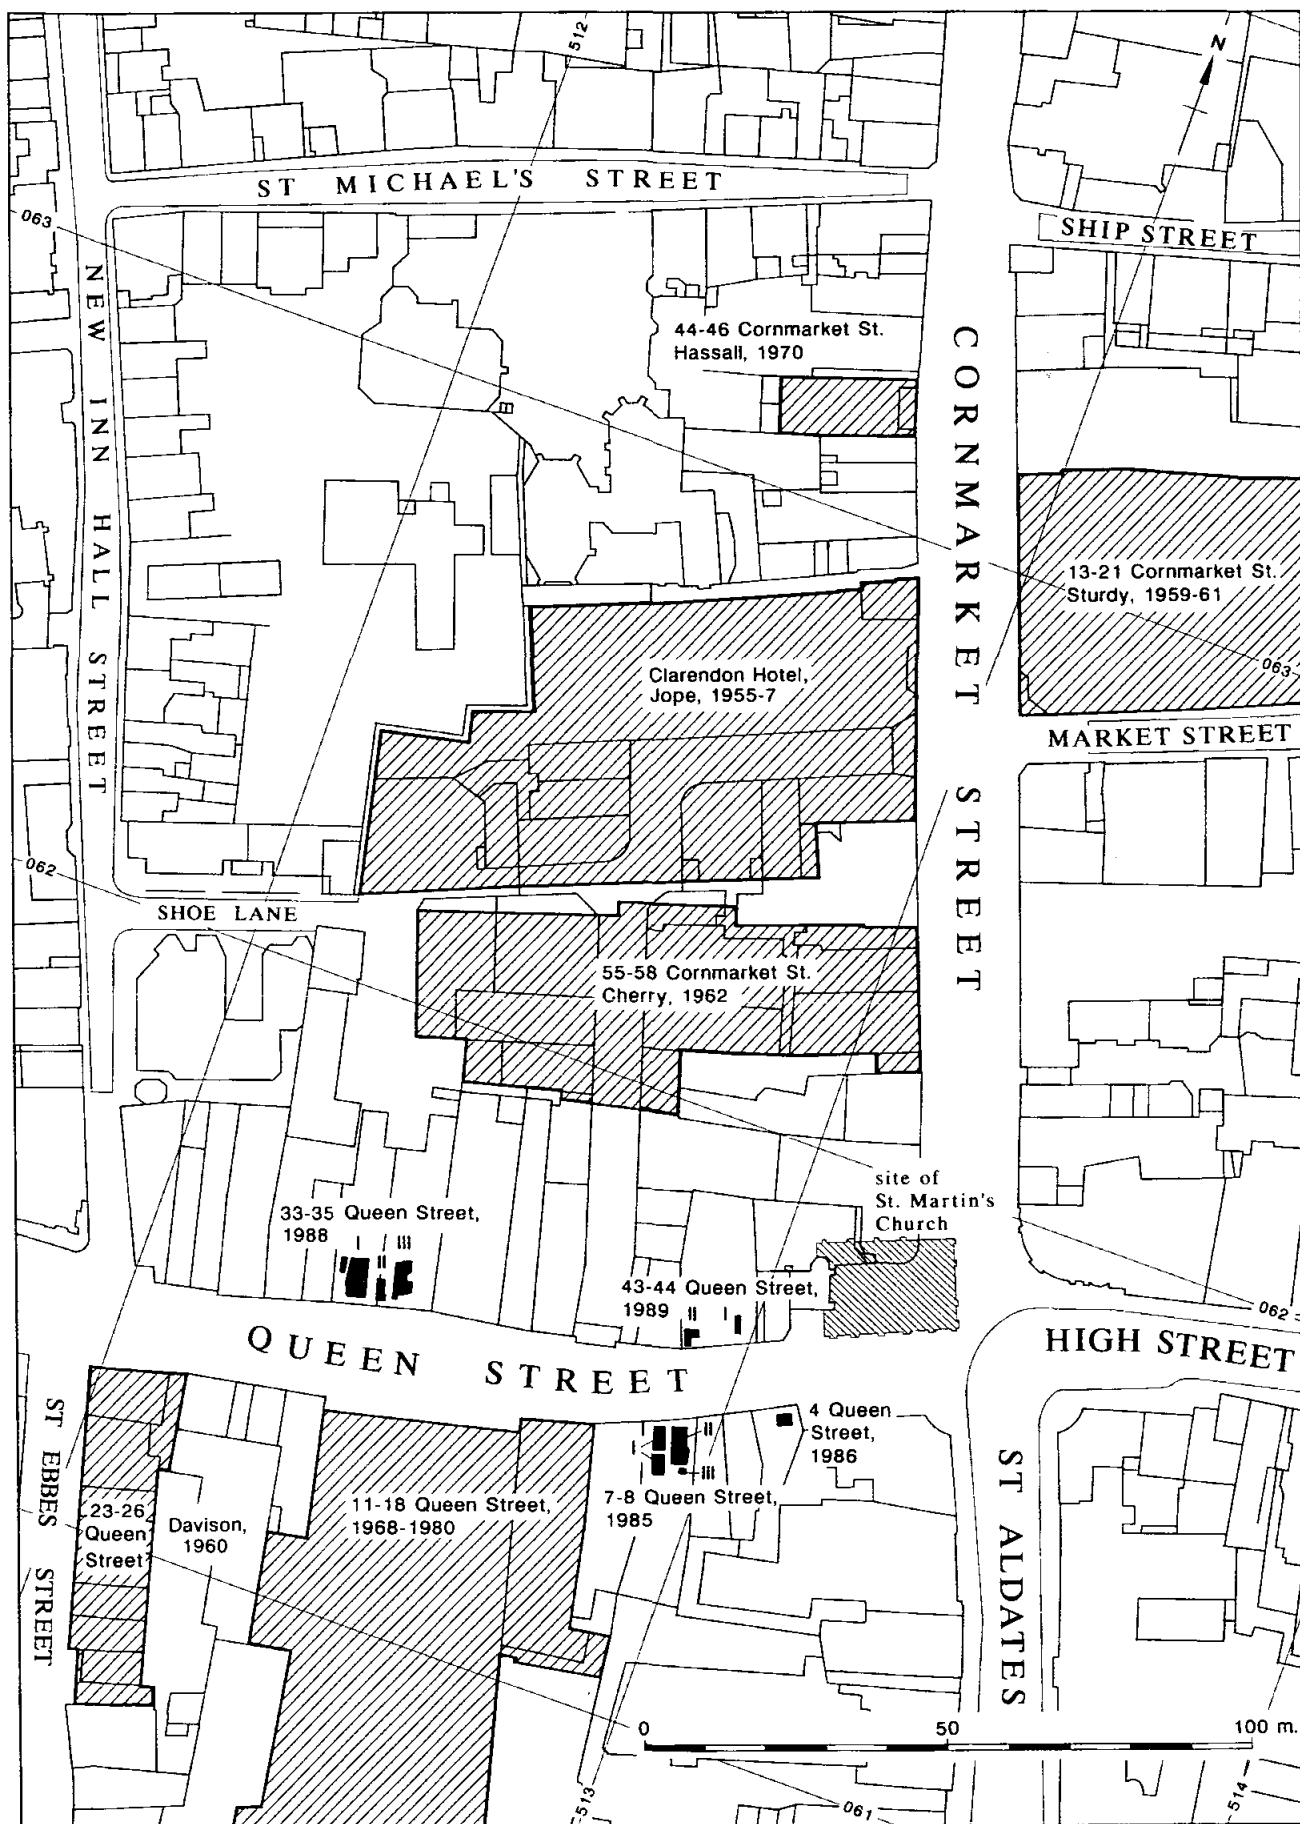 512
N
ST MICHAEL'S STREET
063
SHIP STREET
NEW INN HALL STREET
44-46 Cornmarket St.
Hassall, 1970
CORNMARKET STREET
13-21 Cornmarket St.
Sturdy, 1959-61
063
Clarendon Hotel,
Jope, 1955-7
MARKET STREET
062
SHOE LANE
55-58 Cornmarket St.
Cherry, 1962
site of
St. Martin's
Church
33-35 Queen Street,
1988
I II III
43-44 Queen Street,
1989
II I
062
QUEEN STREET
HIGH STREET
ST EBBES STREET
4 Queen
Street,
1986
I II III
7-8 Queen Street,
1985
23-26
Queen
Street
Davison,
1960
11-18 Queen Street,
1968-1980
ST ALDATES
0 50 100 m.
513
061
514